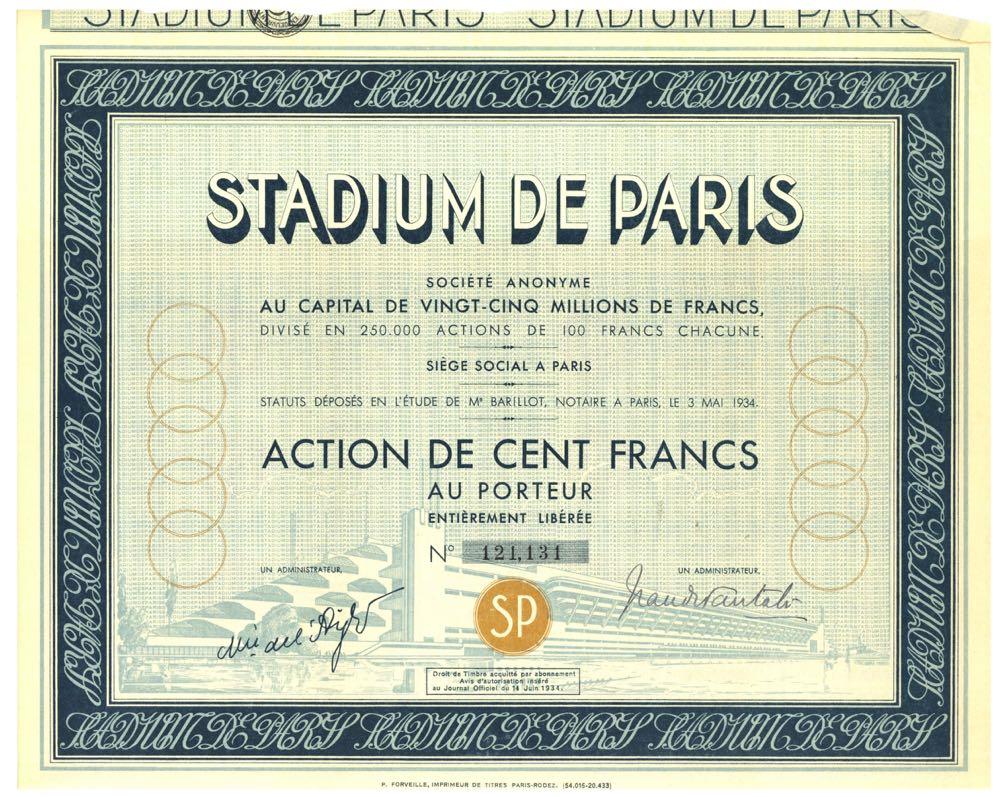 STADIUM DE PARIS STADIUM DE PARIS
STADIUM DE PARIS STADIUM DE PARIS STADIUM DE PARIS
STADIUM DE PARIS
SOCIÉTÉ ANONYME
AU CAPITAL DE VINGT-CINQ MILLIONS DE FRANCS,
DIVISÉ EN 250.000 ACTIONS DE 100 FRANCS CHACUNE.
SIÈGE SOCIAL A PARIS
STATUTS DÉPOSÉS EN L'ÉTUDE DE Me BARILLOT, NOTAIRE A PARIS, LE 3 MAI 1934.
ACTION DE CENT FRANCS
AU PORTEUR
ENTIÈREMENT LIBÉRÉE
N° 121,131
UN ADMINISTRATEUR,
UN ADMINISTRATEUR.
SP
Droit de Timbre acquitté par abonnement
Avis d'autorisation inséré
au Journal Officiel du 14 Juin 1934.
STADIUM DE PARIS STADIUM DE PARIS STADIUM DE PARIS
P. FORVEILLE, IMPRIMEUR DE TITRES PARIS-RODEZ. (54.015-20.433)